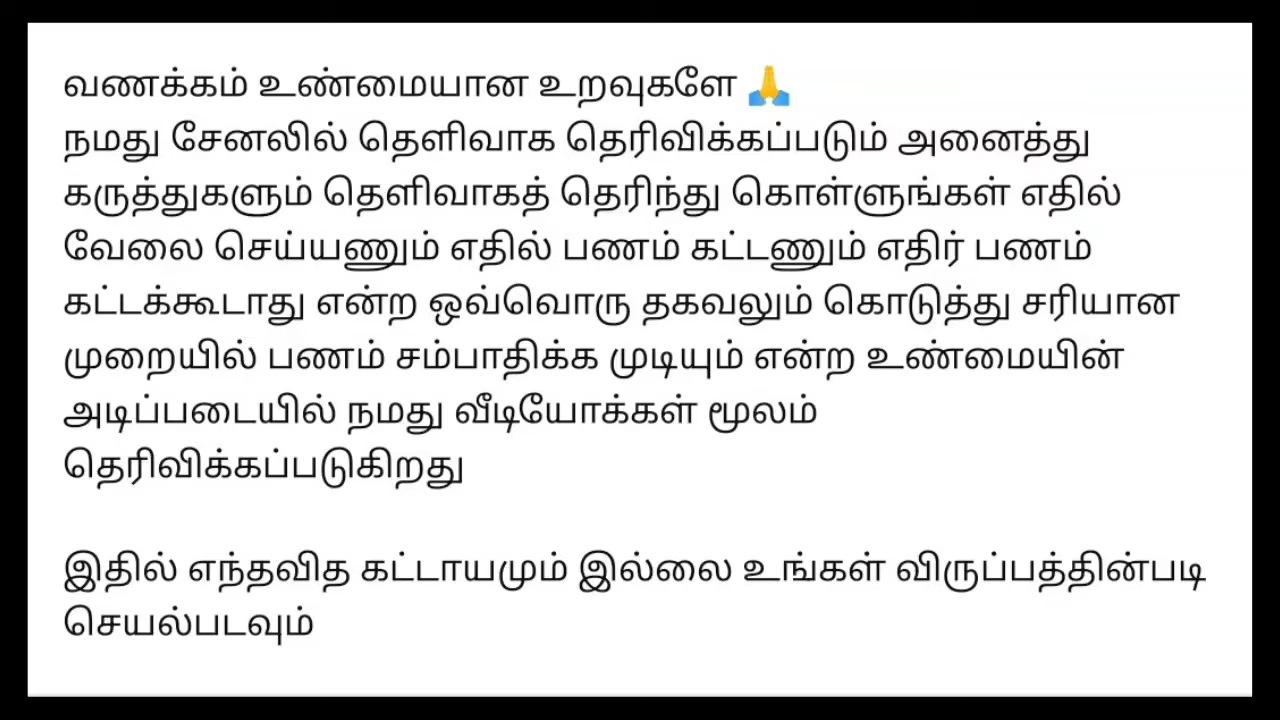 வணக்கம் உண்மையான உறவுகளே 🙏
நமது சேனலில் தெளிவாக தெரிவிக்கப்படும் அனைத்து
கருத்துகளும் தெளிவாகத் தெரிந்து கொள்ளுங்கள் எதில்
வேலை செய்யணும் எதில் பணம் கட்டணும் எதிர் பணம்
கட்டக்கூடாது என்ற ஒவ்வொரு தகவலும் கொடுத்து சரியான
முறையில் பணம் சம்பாதிக்க முடியும் என்ற உண்மையின்
அடிப்படையில் நமது வீடியோக்கள் மூலம்
தெரிவிக்கப்படுகிறது
இதில் எந்தவித கட்டாயமும் இல்லை உங்கள் விருப்பத்தின்படி
செயல்படவும்